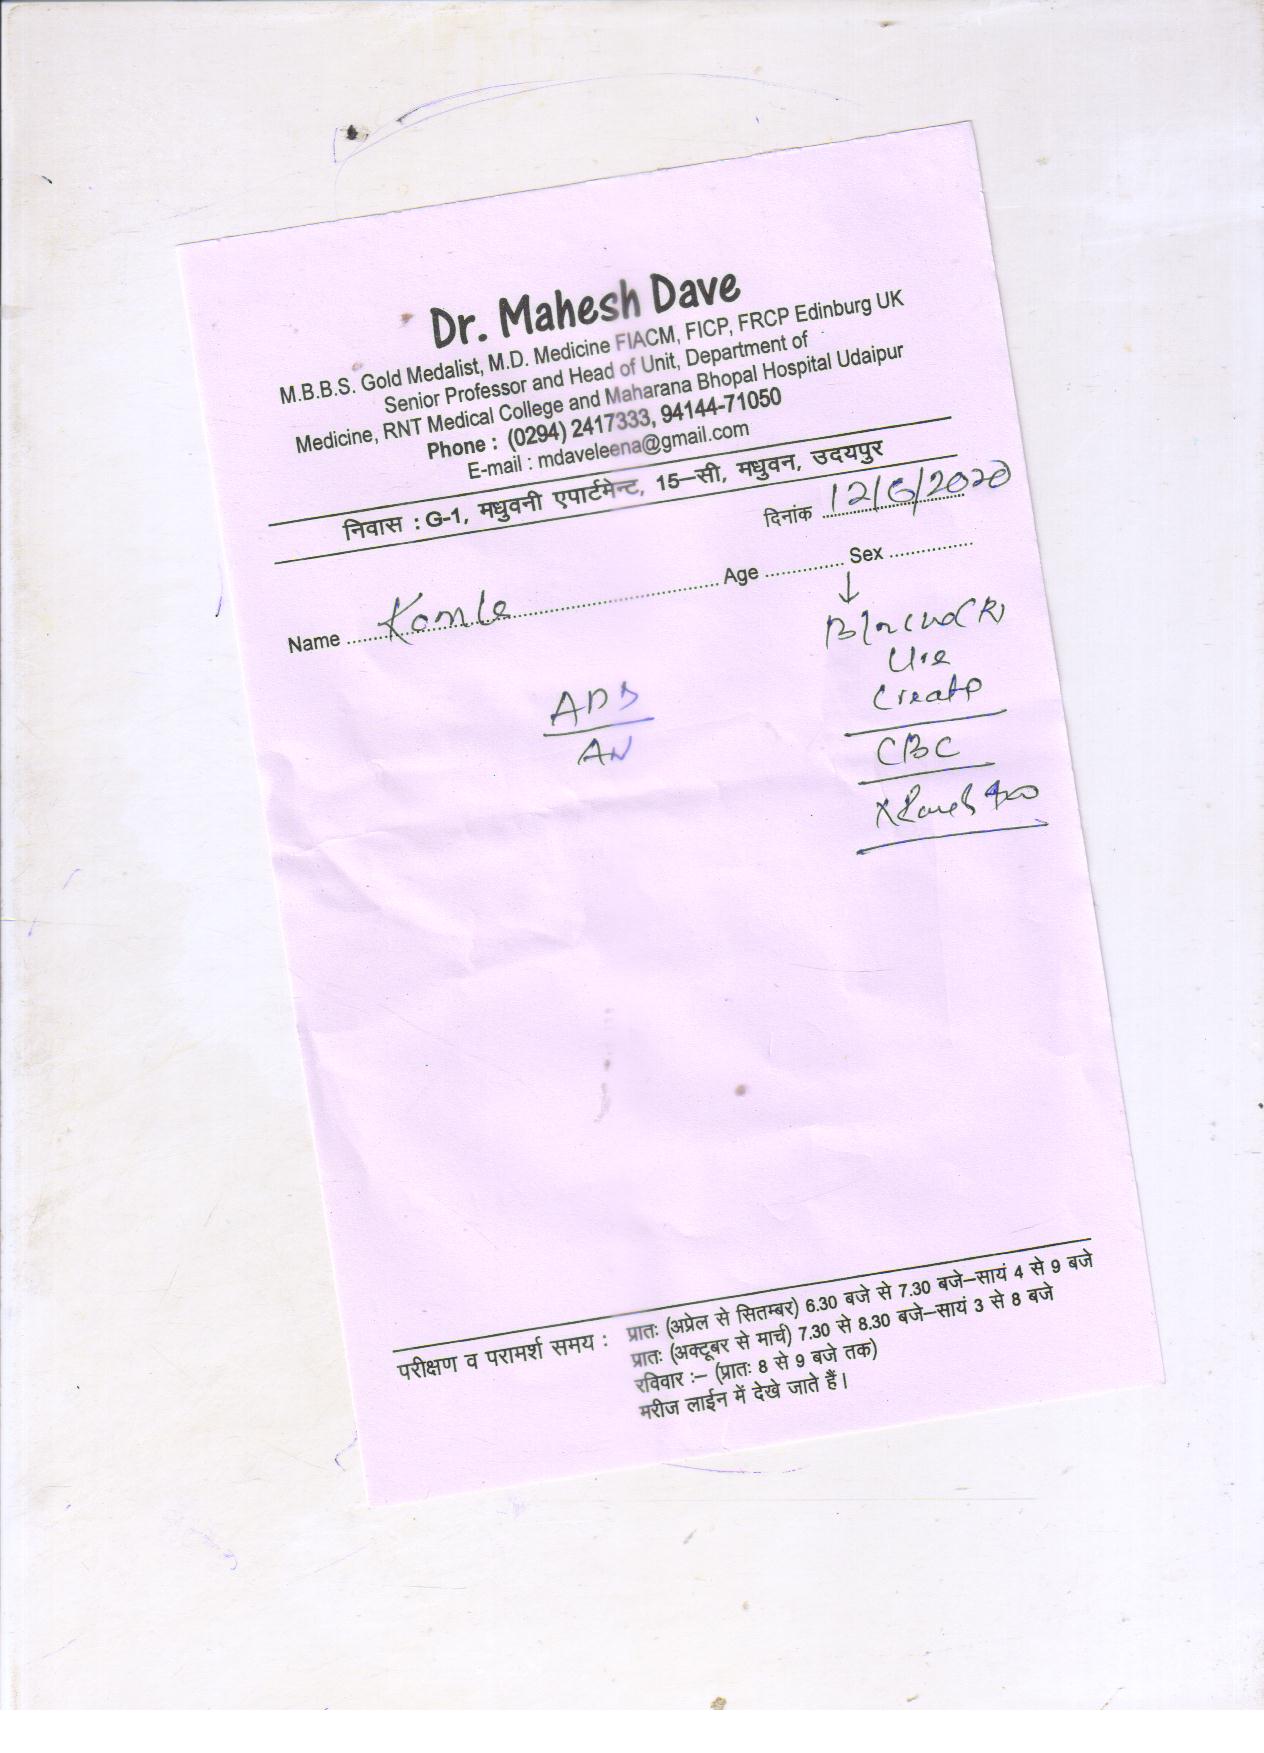 Dr. Mahesh Dave
M.B.B.S. Gold Medalist, M.D. Medicine FIACM, FICP, FRCP Edinburg UK
Senior Professor and Head of Unit, Department of
Medicine, RNT Medical College and Maharana Bhopal Hospital Udaipur
Phone : (0294) 2417333, 94144-71050
E-mail : mdaveleena@gmail.com
निवास : G-1, मधुवनी एपार्टमेन्ट, 15–सी, मधुवन, उदयपुर
दिनांक 12/6/2020
Name Age Sex
CBC
परीक्षण व परामर्श समय : प्रातः (अप्रेल से सितम्बर) 6.30 बजे से 7.30 बजे–सायं 4 से 9 बजे
प्रातः (अक्टूबर से मार्च) 7.30 से 8.30 बजे–सायं 3 से 8 बजे
रविवार :– (प्रातः 8 से 9 बजे तक)
मरीज लाईन में देखे जाते हैं।